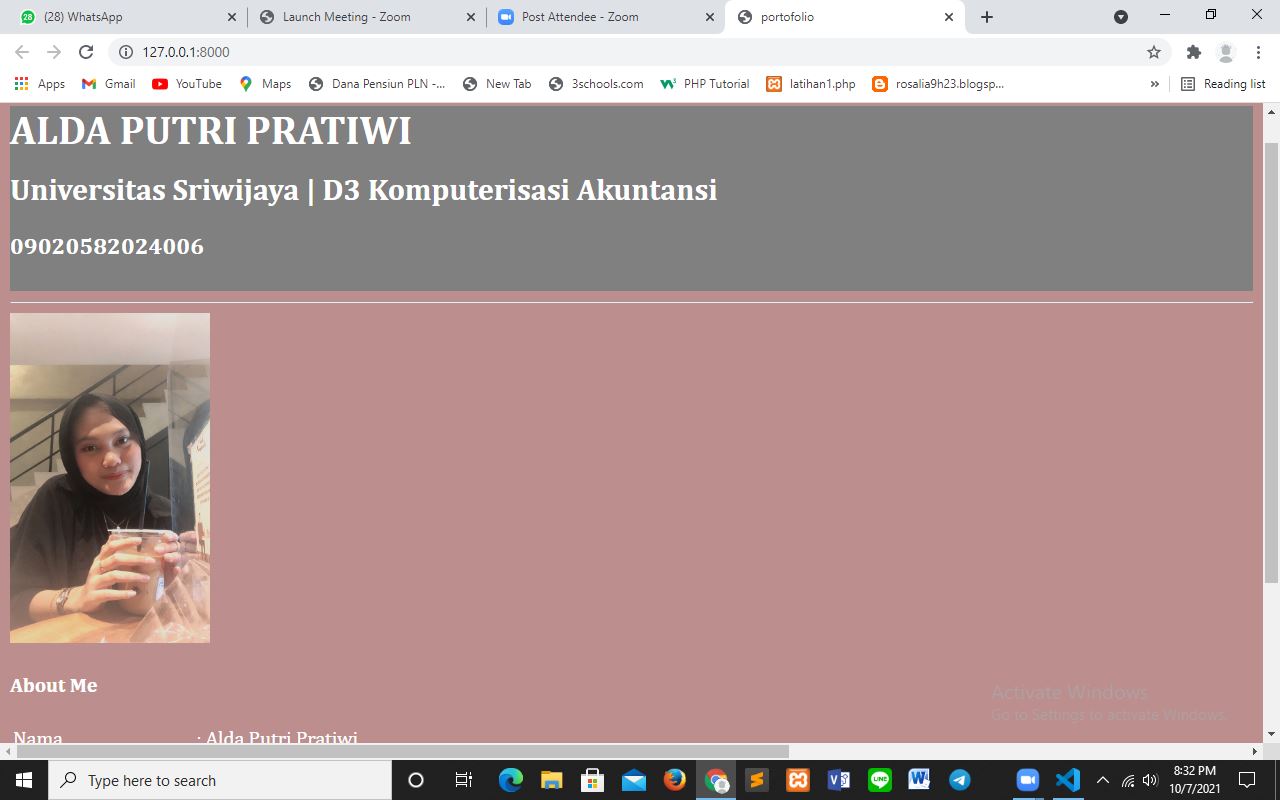 28
(28) WhatsApp
Launch Meeting - Zoom
Post Attendee - Zoom
portofolio
127.0.0.1:8000
Apps
Gmail
YouTube
Maps
Dana Pensiun PLN -...
New Tab
3schools.com
PHP Tutorial
latihan1.php
rosalia9h23.blogsp...
»
Reading list
ALDA PUTRI PRATIWI
Universitas Sriwijaya | D3 Komputerisasi Akuntansi
09020582024006
About Me
Nama : Alda Putri Pratiwi
Activate Windows
Go to Settings to activate Windows.
Type here to search
LINE
8:32 PM
10/7/2021